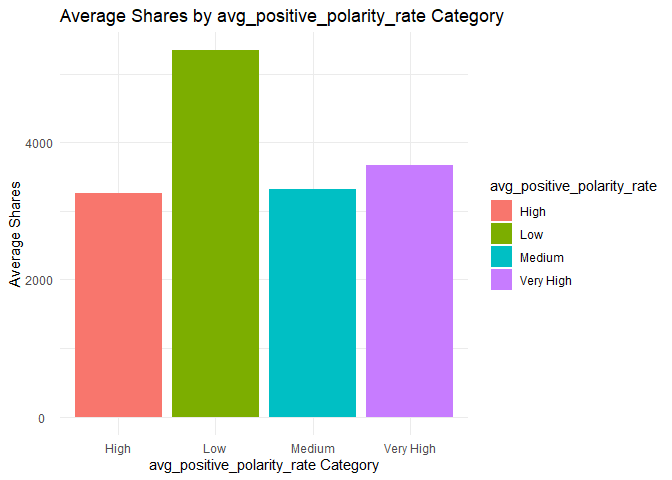 Average Shares by avg_positive_polarity_rate Category
Average Shares
4000
2000
0
High
Low
Medium
Very High
avg_positive_polarity_rate Category
avg_positive_polarity_rate
High
Low
Medium
Very High